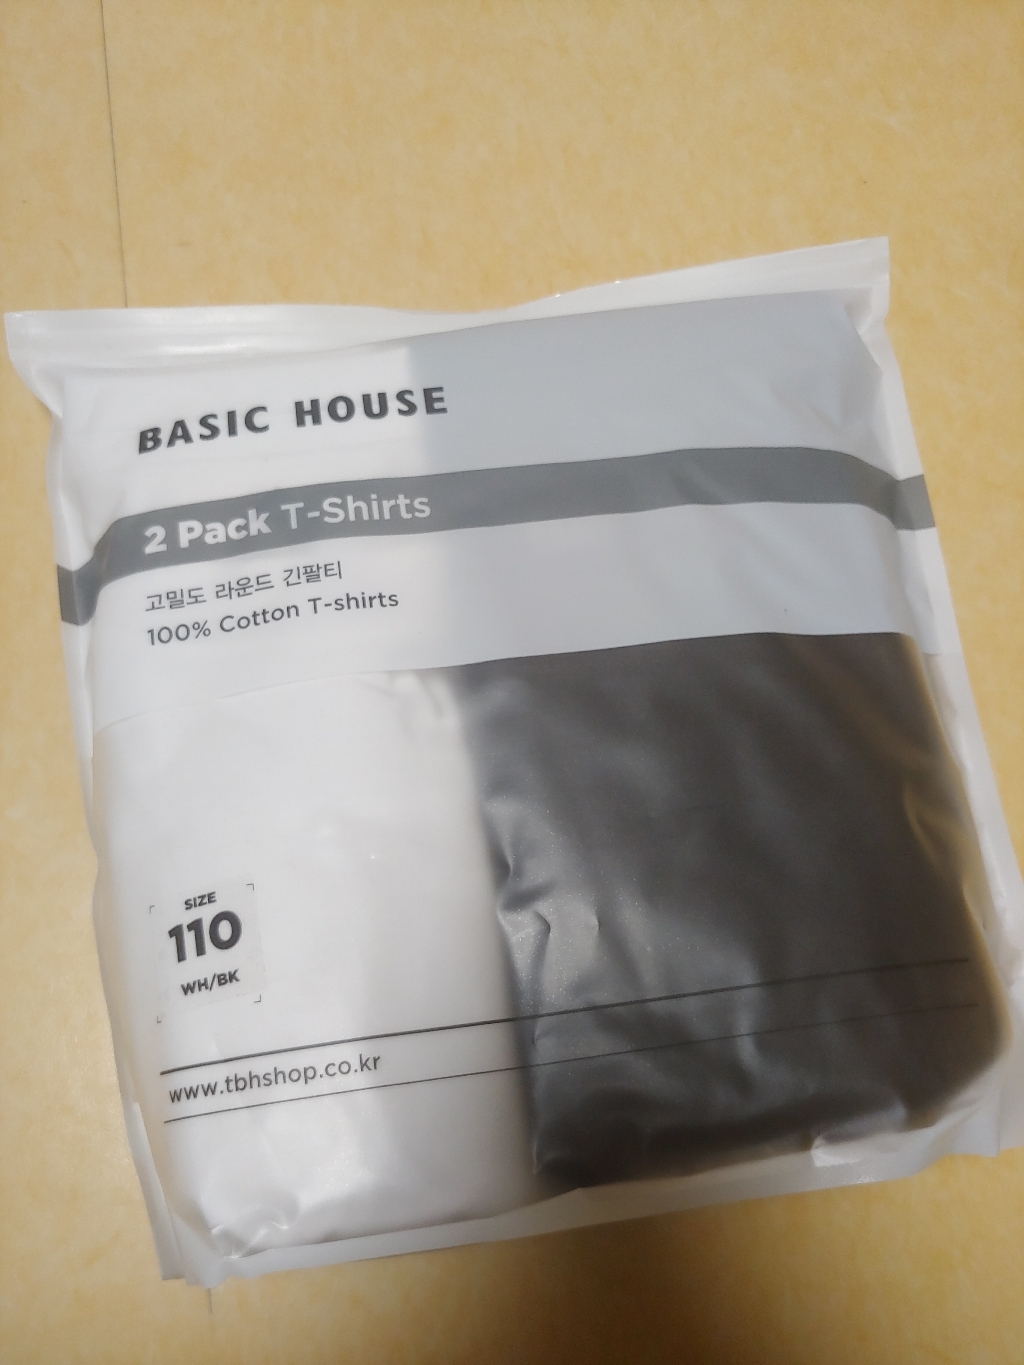 BASIC HOUSE
2 Pack T-Shirts
고밀도 라운드 긴팔티
100% Cotton T-shirts
SIZE
110
WH/BK
www.tbhshop.co.kr